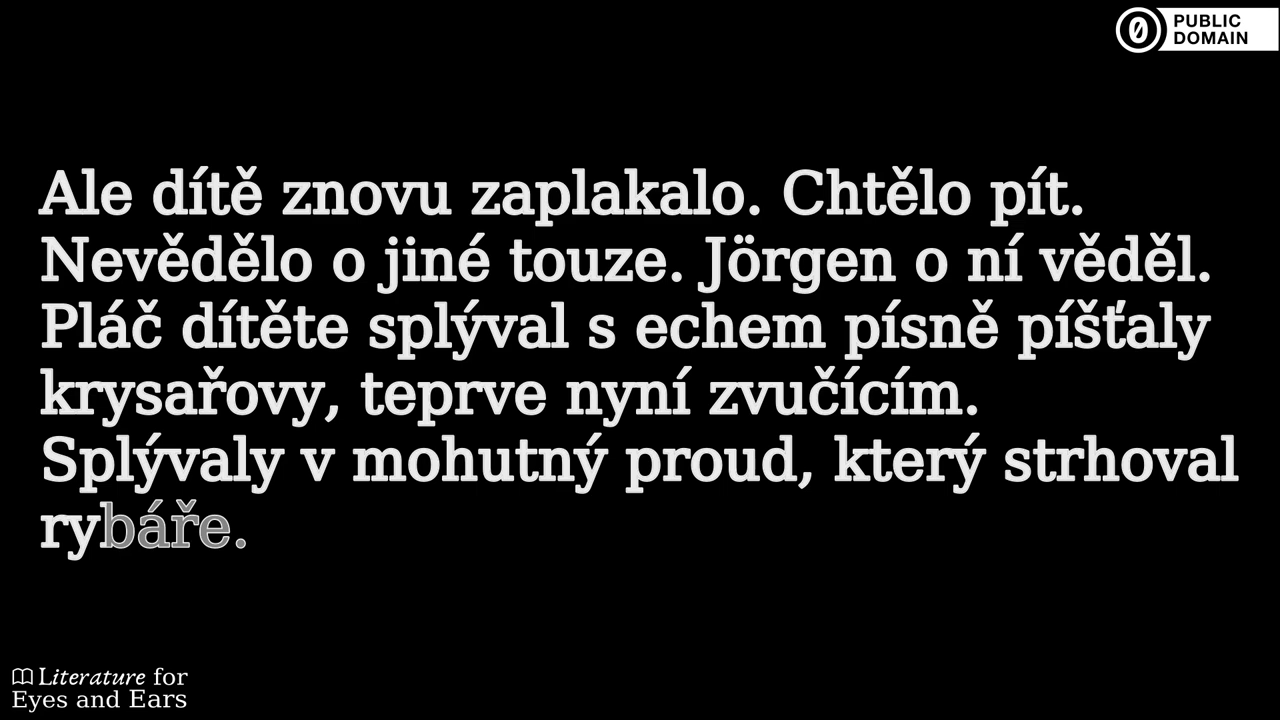 PUBLIC
DOMAIN
Ale dítě znovu zaplakalo. Chtělo pít.
Nevědělo o jiné touze. Jörgen o ní věděl.
Pláč dítěte splýval s echem písně píšťaly
krysařovy, teprve nyní zvučícím.
Splývaly v mohutný proud, který strhoval
rybáře.
Literature for
Eyes and Ears